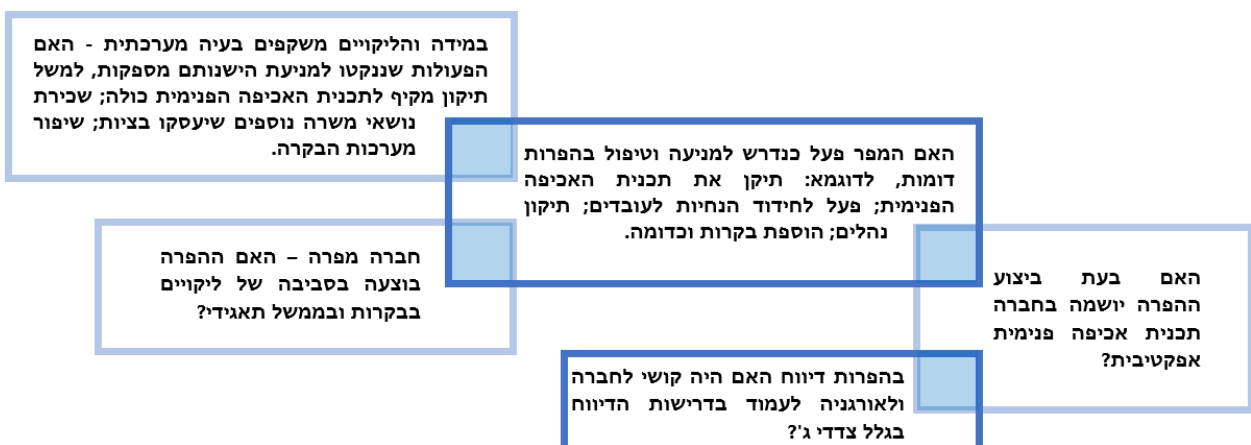 במידה והליקויים משקפים בעיה מערכתית - האם
הפעולות שננקטו למניעת הישנותם מספקות, למשל
תיקון מקיף לתכנית האכיפה הפנימית כולה; שכירת
נושאי משרה נוספים שיעסקו בציות; שיפור
מערכות הבקרה.
האם המפר פעל כנדרש למניעה וטיפול בהפרות
דומות, לדוגמא: תיקן את תכנית האכיפה
הפנימית; פעל לחידוד הנחיות לעובדים; תיקון
נהלים; הוספת בקרות וכדומה.
חברה מפרה – האם ההפרה
בוצעה בסביבה של ליקויים
בבקרות ובממשל תאגידי?
האם בעת ביצוע
ההפרה יושמה בחברה
תכנית אכיפה פנימית
אפקטיבית?
בהפרות דיווח האם היה קושי לחברה
ולאורגניה לעמוד בדרישות הדיווח
בגלל צדדי ג'?